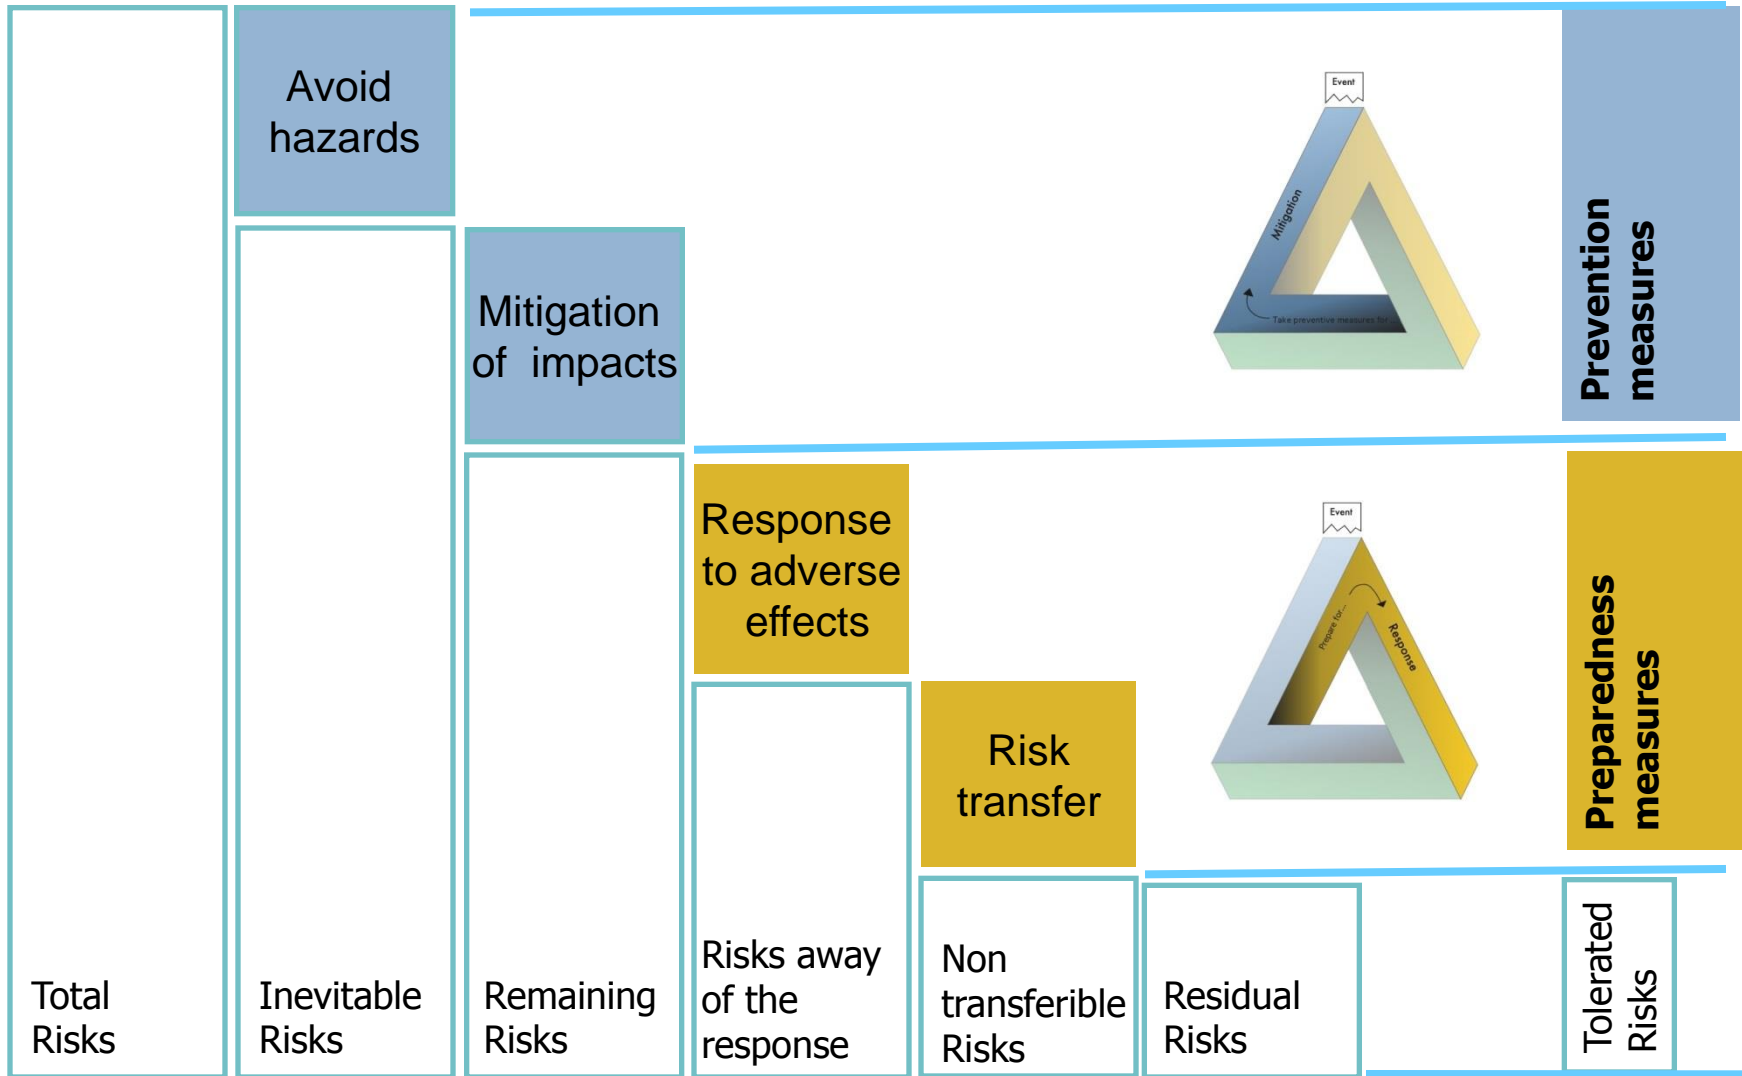 Avoid
hazards
Mitigation
of impacts
Event
Mitigation
Take preventive measures for...
Prevention
measures
Response
to adverse
effects
Risk
transfer
Event
Prepare for...
Response
Preparedness
measures
Total
Risks
Inevitable
Risks
Remaining
Risks
Risks away
of the
response
Non
transferible
Risks
Residual
Risks
Tolerated
Risks